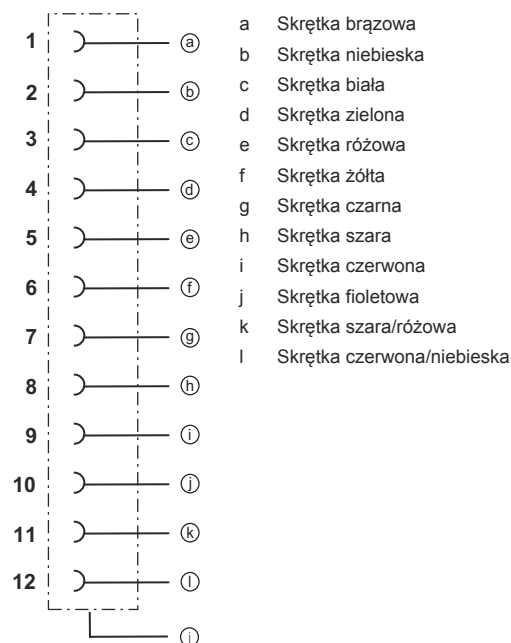 1 a
2 b
3 c
4 d
5 e
6 f
7 g
8 h
9 i
10 j
11 k
12 l
i
a Skrętka brązowa
b Skrętka niebieska
c Skrętka biała
d Skrętka zielona
e Skrętka różowa
f Skrętka żółta
g Skrętka czarna
h Skrętka szara
i Skrętka czerwona
j Skrętka fioletowa
k Skrętka szara/różowa
l Skrętka czerwona/niebieska